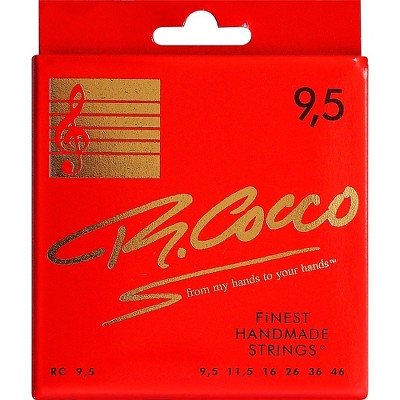 9,5
R. Cocco
from my hands to your hands™
FiNEST
HANDMADE
STRINGS®
RC 9,5
9,5 11,5 16 26 36 46